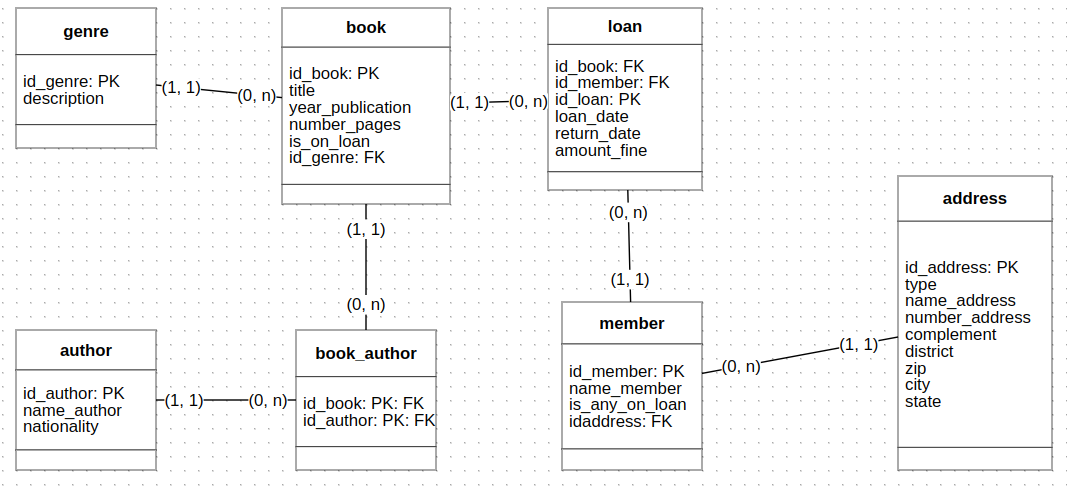 genre
id_genre: PK
description
(1, 1)
(0, n)
book
id_book: PK
title
year_publication
number_pages
is_on_loan
id_genre: FK
(1, 1)
(0, n)
loan
id_book: FK
id_member: FK
id_loan: PK
loan_date
return_date
amount_fine
(1, 1)
(0, n)
(0, n)
(1, 1)
author
id_author: PK
name_author
nationality
(1, 1)
(0, n)
book_author
id_book: PK: FK
id_author: PK: FK
member
id_member: PK
name_member
is_any_on_loan
idaddress: FK
(0, n)
(1, 1)
address
id_address: PK
type
name_address
number_address
complement
district
zip
city
state